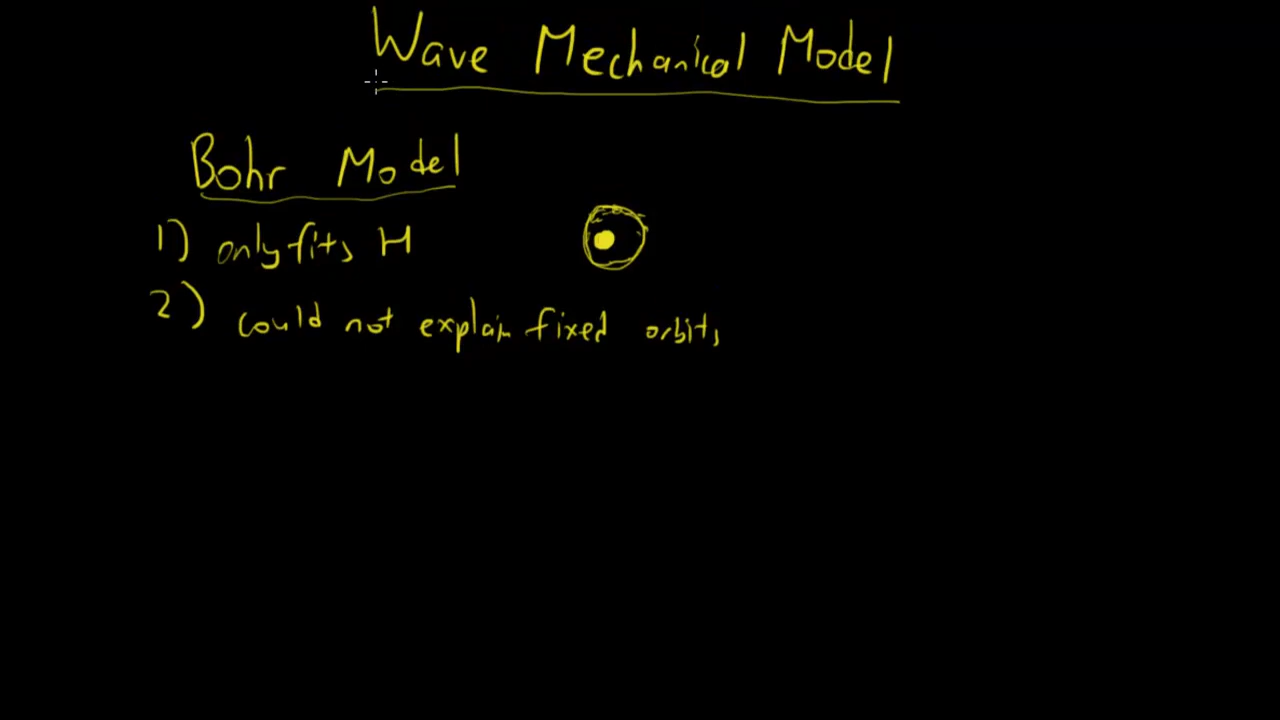 Wave Mechanical Model
Bohr Model
1) only fits H
2) could not explain fixed orbits